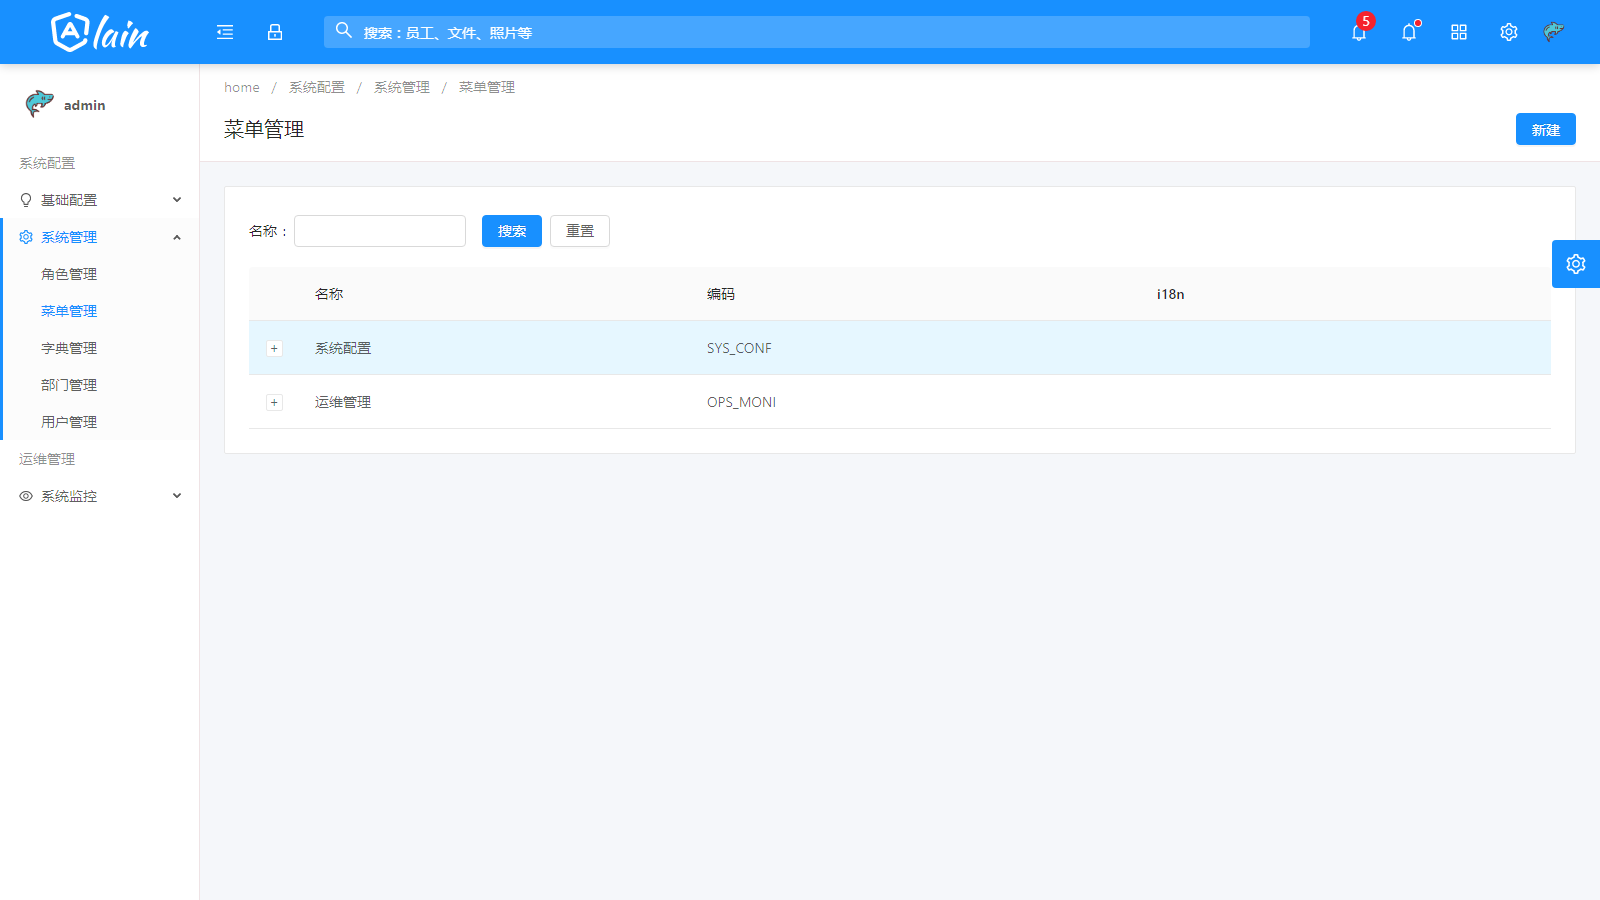 Alain
搜索：员工、文件、照片等
5
admin
系统配置
基础配置
系统管理
角色管理
菜单管理
字典管理
部门管理
用户管理
运维管理
系统监控
home / 系统配置 / 系统管理 / 菜单管理
菜单管理
新建
名称：
搜索
重置
名称 编码 i18n
系统配置 SYS_CONF
运维管理 OPS_MONI